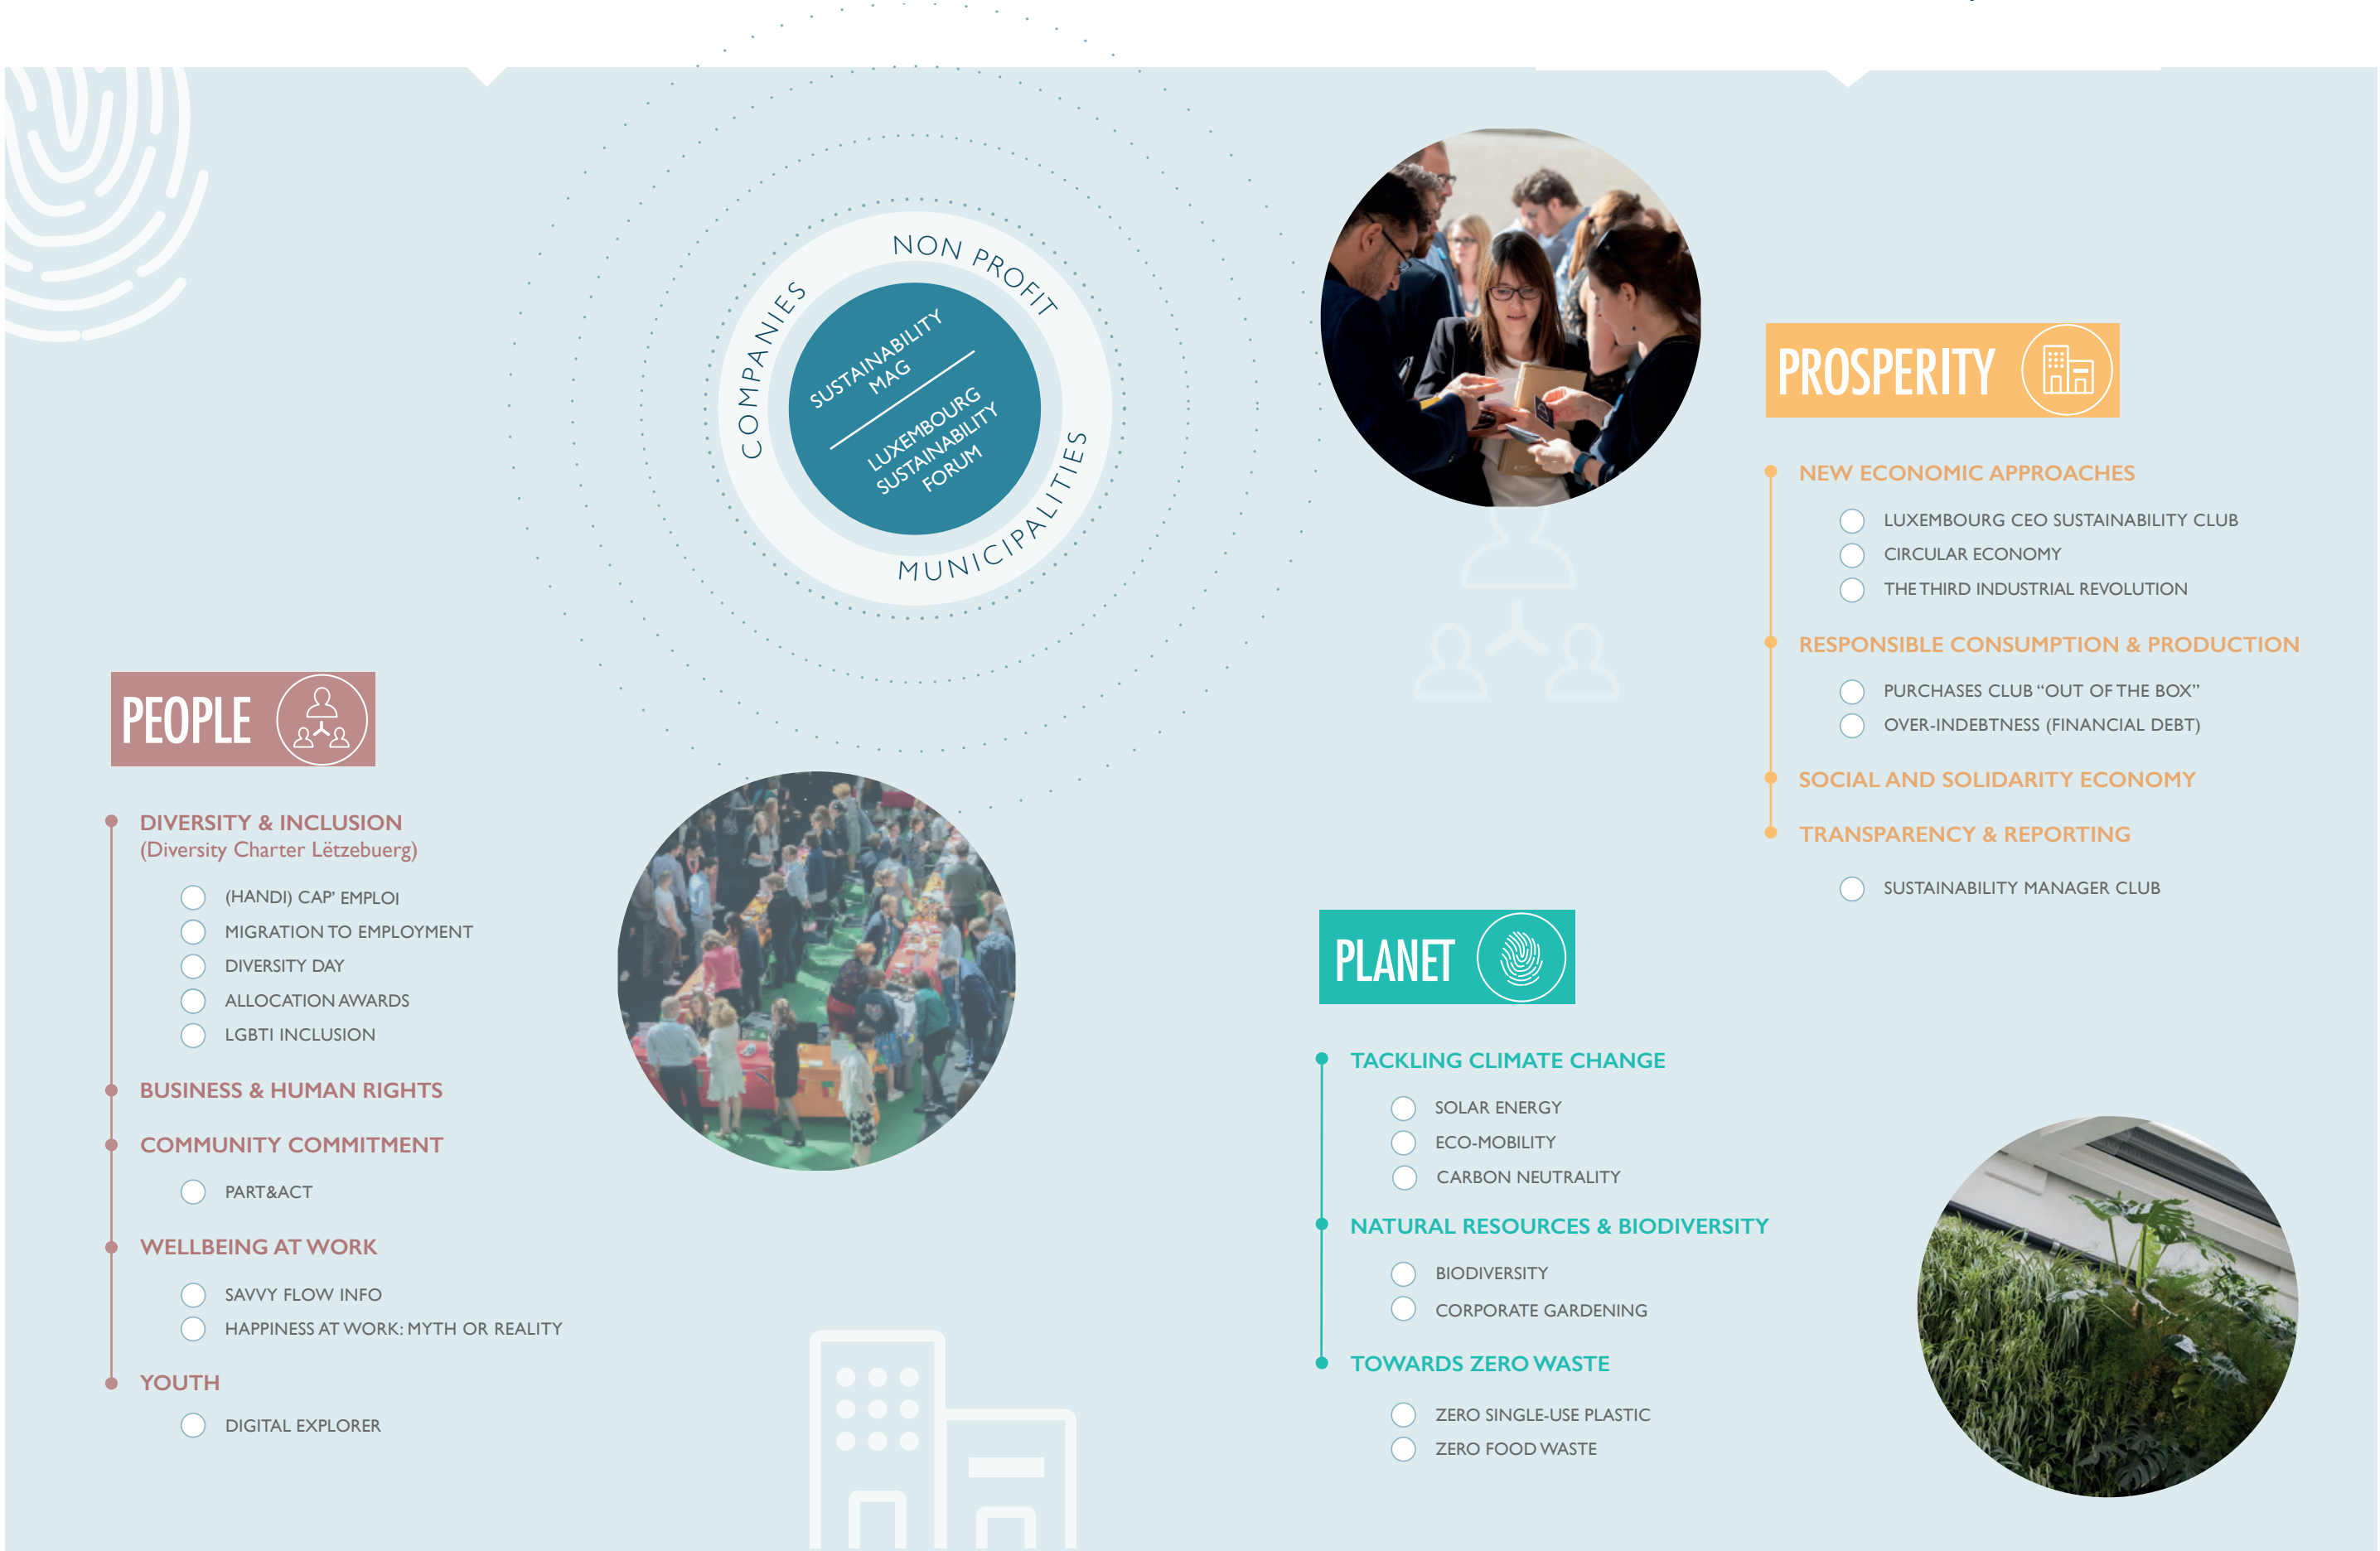 COMPANIES
NON PROFIT
MUNICIPALITIES
SUSTAINABILITY
MAG
LUXEMBOURG
SUSTAINABILITY
FORUM
PEOPLE
DIVERSITY & INCLUSION
(Diversity Charter Lëtzebuerg)
(HANDI) CAP’ EMPLOI
MIGRATION TO EMPLOYMENT
DIVERSITY DAY
ALLOCATION AWARDS
LGBTI INCLUSION
BUSINESS & HUMAN RIGHTS
COMMUNITY COMMITMENT
PART&ACT
WELLBEING AT WORK
SAVVY FLOW INFO
HAPPINESS AT WORK: MYTH OR REALITY
YOUTH
DIGITAL EXPLORER
PLANET
TACKLING CLIMATE CHANGE
SOLAR ENERGY
ECO-MOBILITY
CARBON NEUTRALITY
NATURAL RESOURCES & BIODIVERSITY
BIODIVERSITY
CORPORATE GARDENING
TOWARDS ZERO WASTE
ZERO SINGLE-USE PLASTIC
ZERO FOOD WASTE
PROSPERITY
NEW ECONOMIC APPROACHES
LUXEMBOURG CEO SUSTAINABILITY CLUB
CIRCULAR ECONOMY
THE THIRD INDUSTRIAL REVOLUTION
RESPONSIBLE CONSUMPTION & PRODUCTION
PURCHASES CLUB “OUT OF THE BOX”
OVER-INDEBTNESS (FINANCIAL DEBT)
SOCIAL AND SOLIDARITY ECONOMY
TRANSPARENCY & REPORTING
SUSTAINABILITY MANAGER CLUB